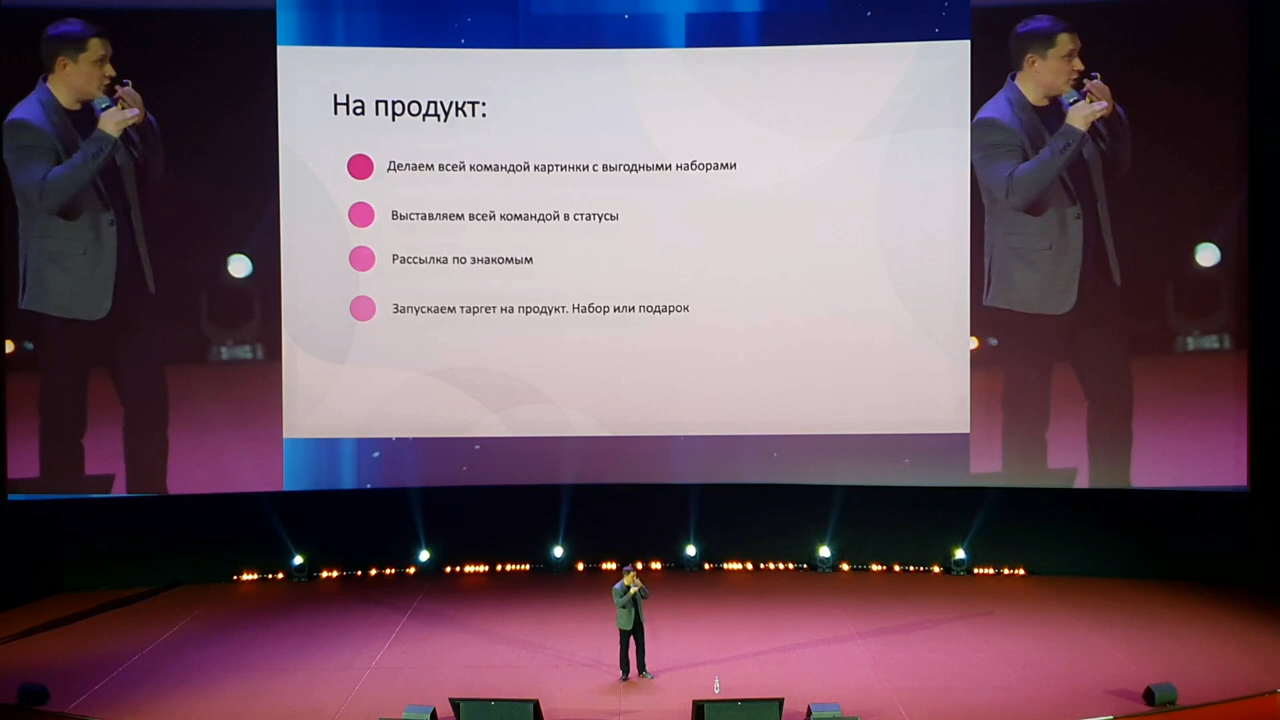 На продукт:
Делаем всей командой картинки с выгодными наборами
Выставляем всей командой в статусы
Рассылка по знакомым
Запускаем таргет на продукт. Набор или подарок